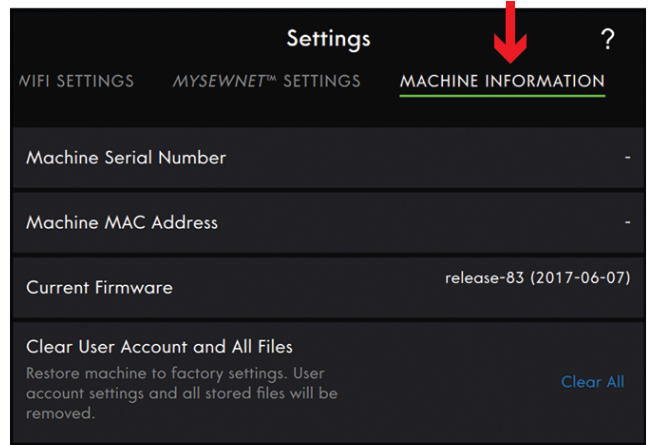 Settings
?
WIFI SETTINGS MYSEWNET™ SETTINGS MACHINE INFORMATION
Machine Serial Number -
Machine MAC Address -
Current Firmware release-83 (2017-06-07)
Clear User Account and All Files
Restore machine to factory settings. User
account settings and all stored files will be
removed.
Clear All